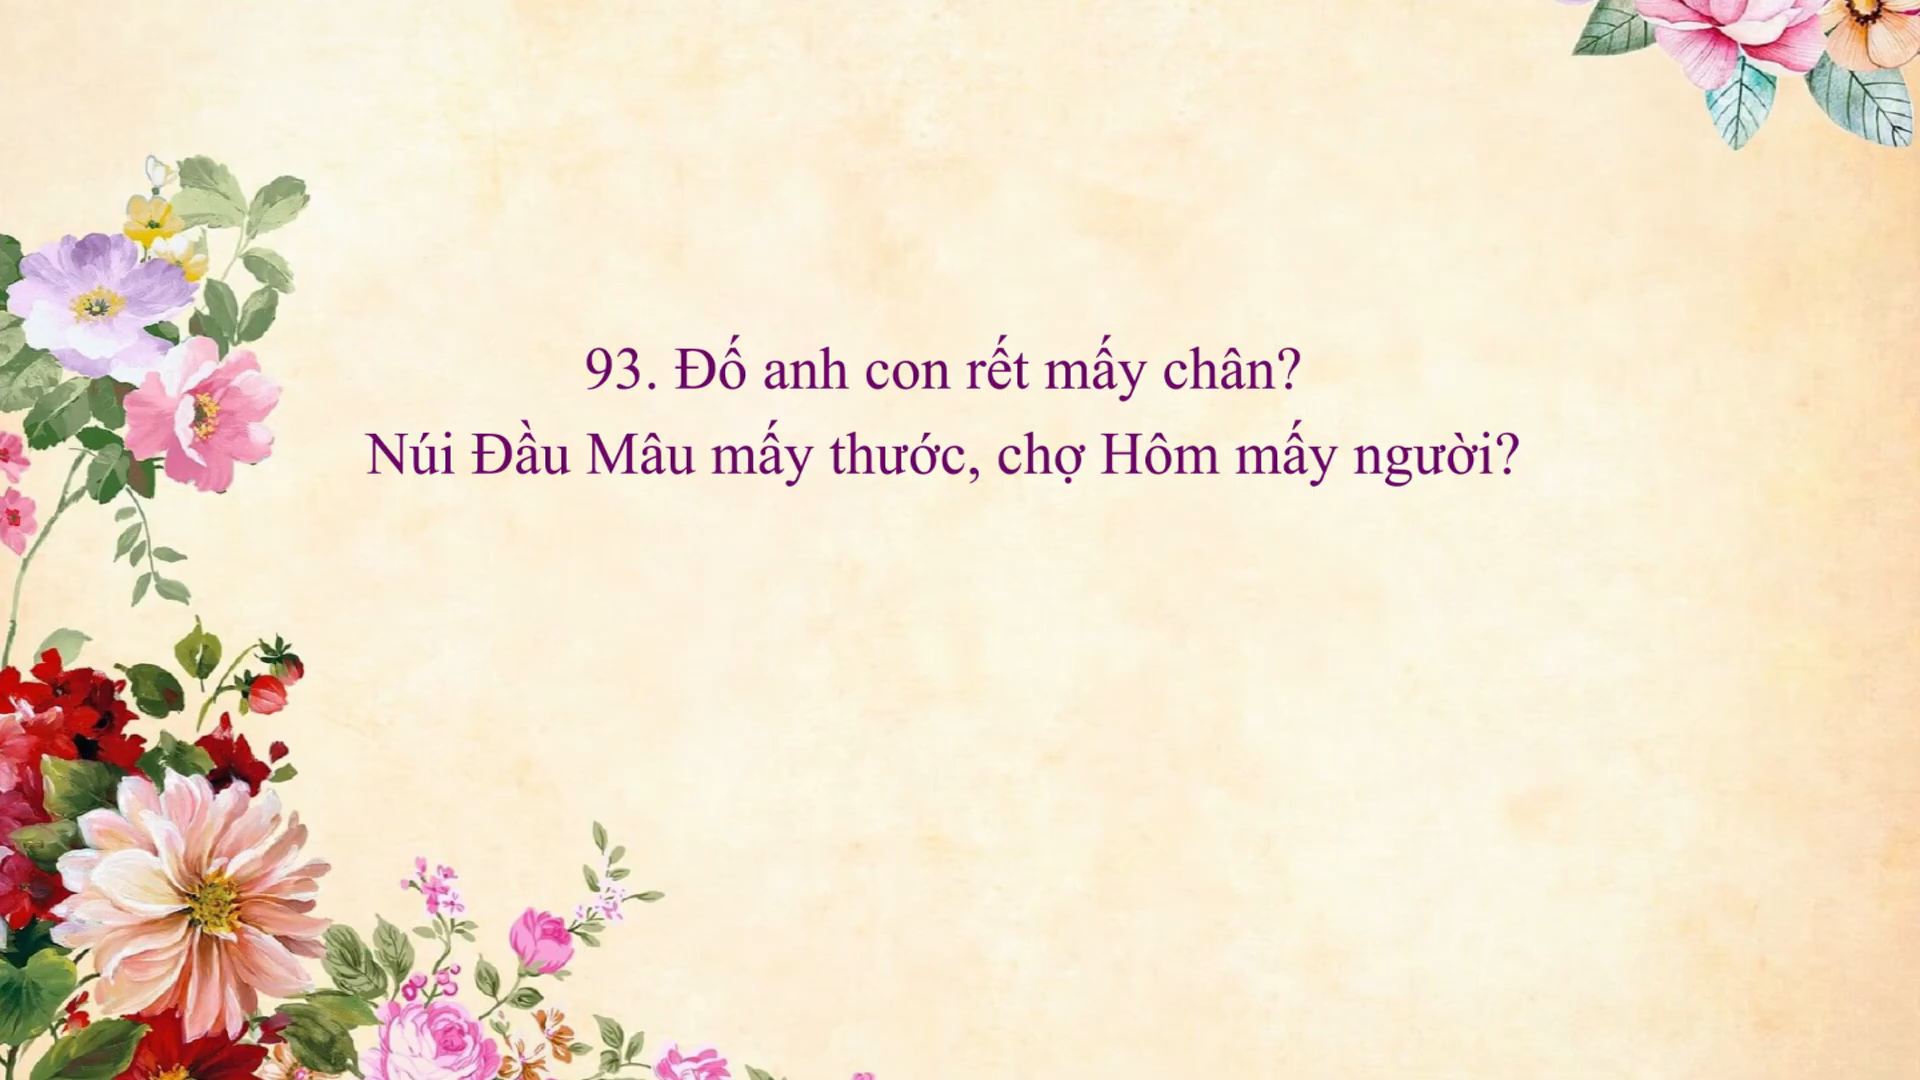 93. Đố anh con rết mấy chân?
Núi Đầu Mâu mấy thước, chợ Hôm mấy người?